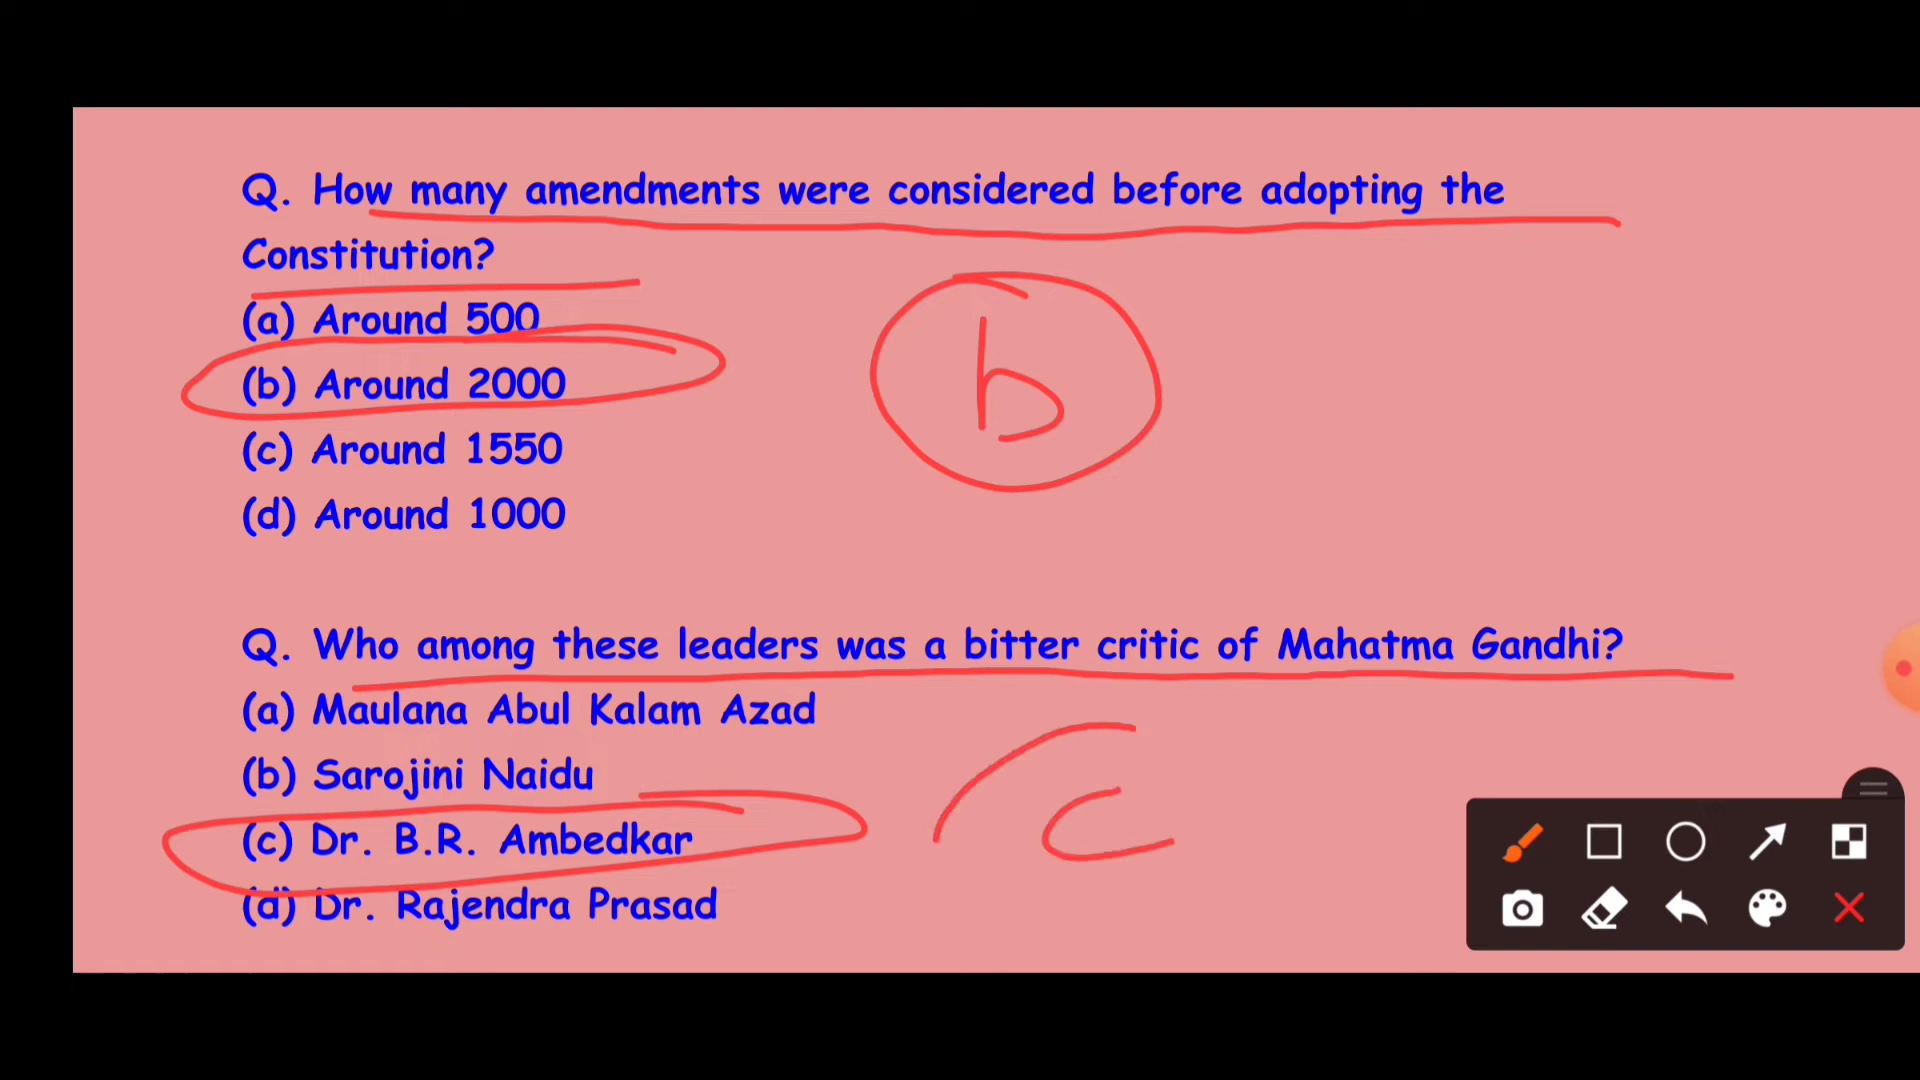 Q. How many amendments were considered before adopting the
Constitution?
(a) Around 500
(b) Around 2000
b
(c) Around 1550
(d) Around 1000
Q. Who among these leaders was a bitter critic of Mahatma Gandhi?
(a) Maulana Abul Kalam Azad
(b) Sarojini Naidu
(c) Dr. B.R. Ambedkar
c
(d) Dr. Rajendra Prasad